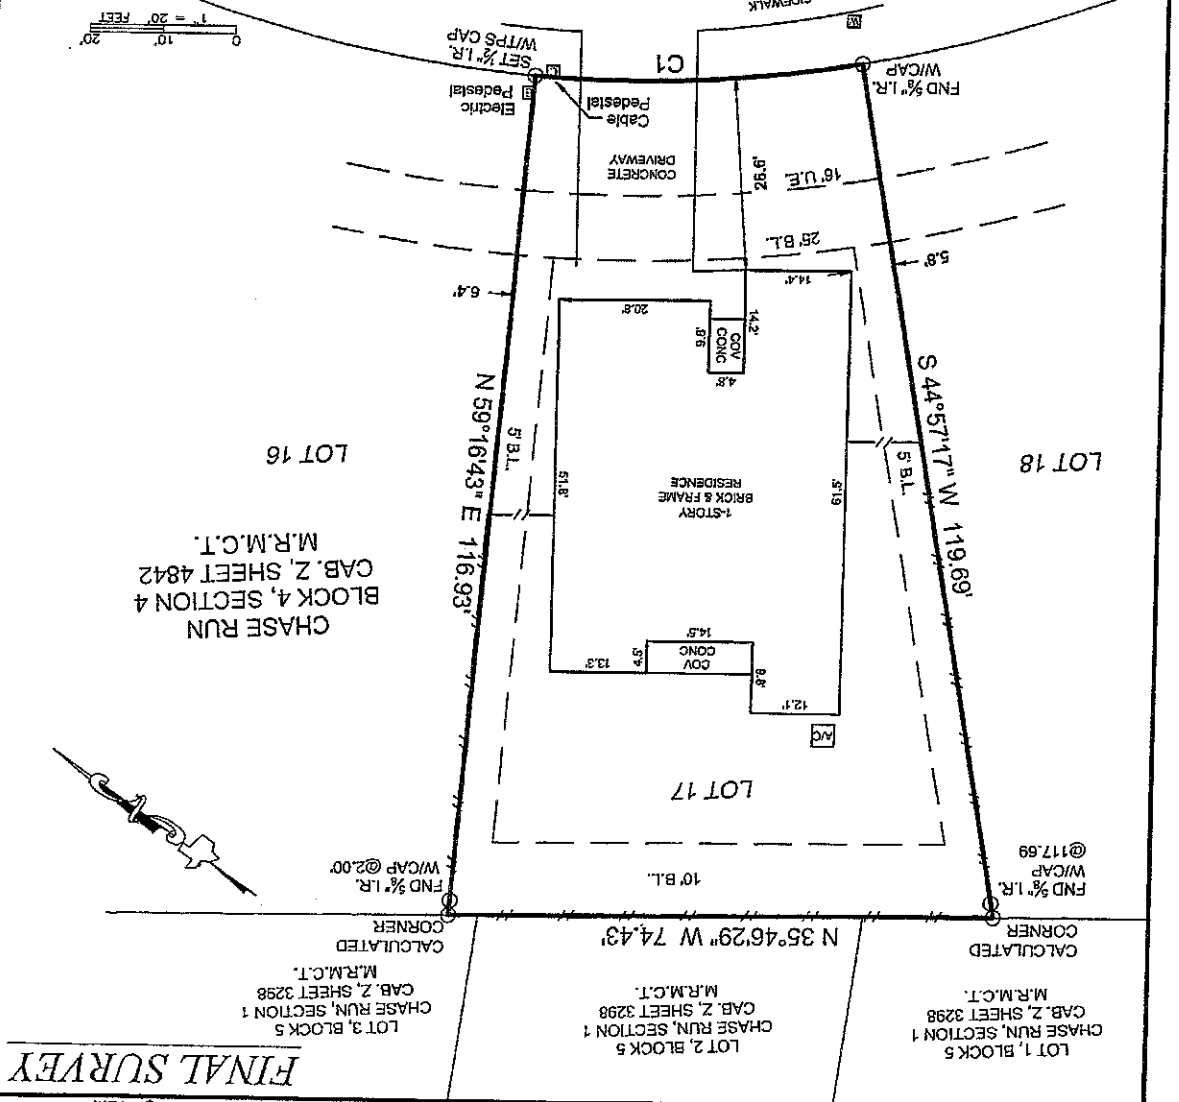 FINAL SURVEY
LOT 1, BLOCK 5
CHASE RUN, SECTION 1
CAB. Z, SHEET 3298
M.R.M.C.T.
LOT 2, BLOCK 5
CHASE RUN, SECTION 1
CAB. Z, SHEET 3298
M.R.M.C.T.
LOT 3, BLOCK 5
CHASE RUN, SECTION 1
CAB. Z, SHEET 3298
M.R.M.C.T.
CALCULATED
CORNER
N 35°46'29" W 74.43'
CALCULATED
CORNER
FND ⅝" I.R.
W/CAP
@117.69
10' B.L.
FND ⅝" I.R.
W/CAP @2.00'
LOT 17
A/C
12.1'
9.8'
COV
CONC
14.5'
4.5'
13.3'
CHASE RUN
BLOCK 4, SECTION 4
CAB. Z, SHEET 4842
M.R.M.C.T.
S 44°57'17" W 119.69'
N 59°16'43" E 116.93'
LOT 18
5' B.L.
61.5'
1-STORY
BRICK & FRAME
RESIDENCE
51.8'
5' B.L.
LOT 16
4.8'
COV
CONC
14.2'
9.6'
20.8'
6.4'
14.4'
5.8'
25' B.L.
16' U.E.
26.6'
CONCRETE
DRIVEWAY
Cable
Pedestal
Electric
Pedestal
E
C
FND ⅝" I.R.
W/CAP
C1
SET ½" I.R.
W/TPS CAP
W
SIDEWALK
0 10' 20'
1" = 20' FEET